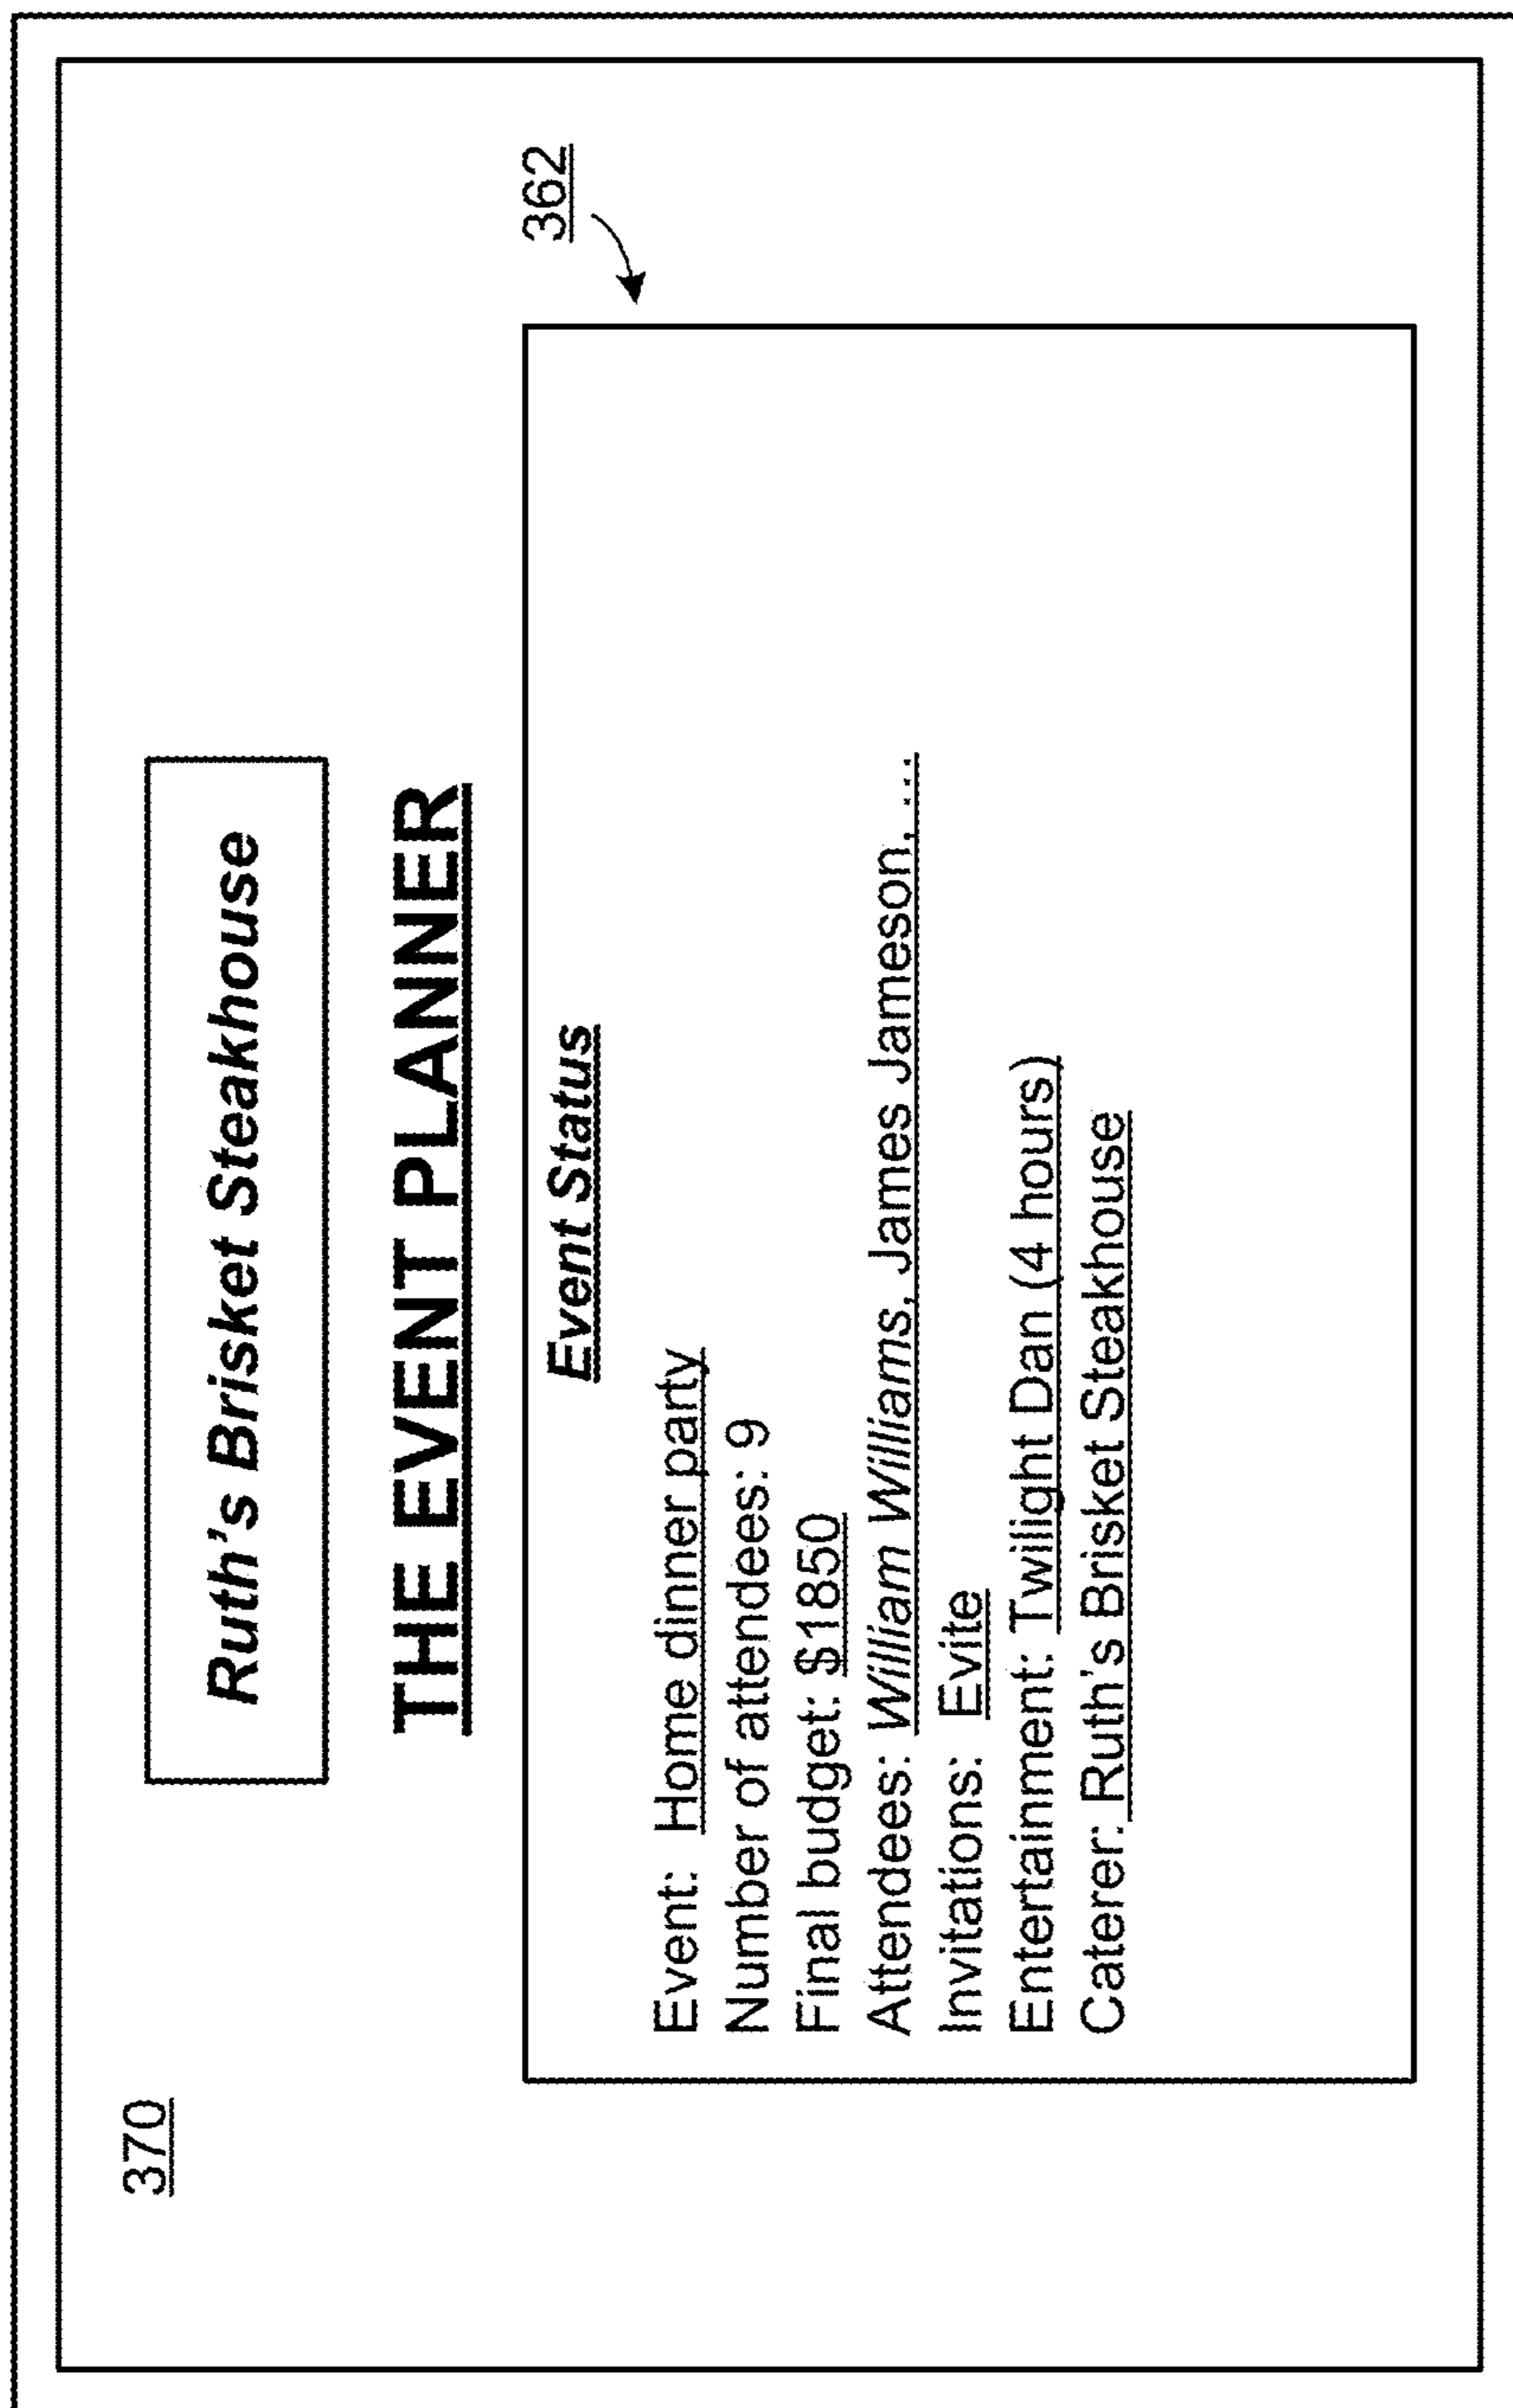 370
Ruth's Brisket Steakhouse
THE EVENT PLANNER
362
Event Status
Event: Home dinner party
Number of attendees: 9
Final budget: $1850
Attendees: William Williams, James Jameson, ...
Invitations: Evite
Entertainment: Twilight Dan (4 hours)
Caterer: Ruth's Brisket Steakhouse